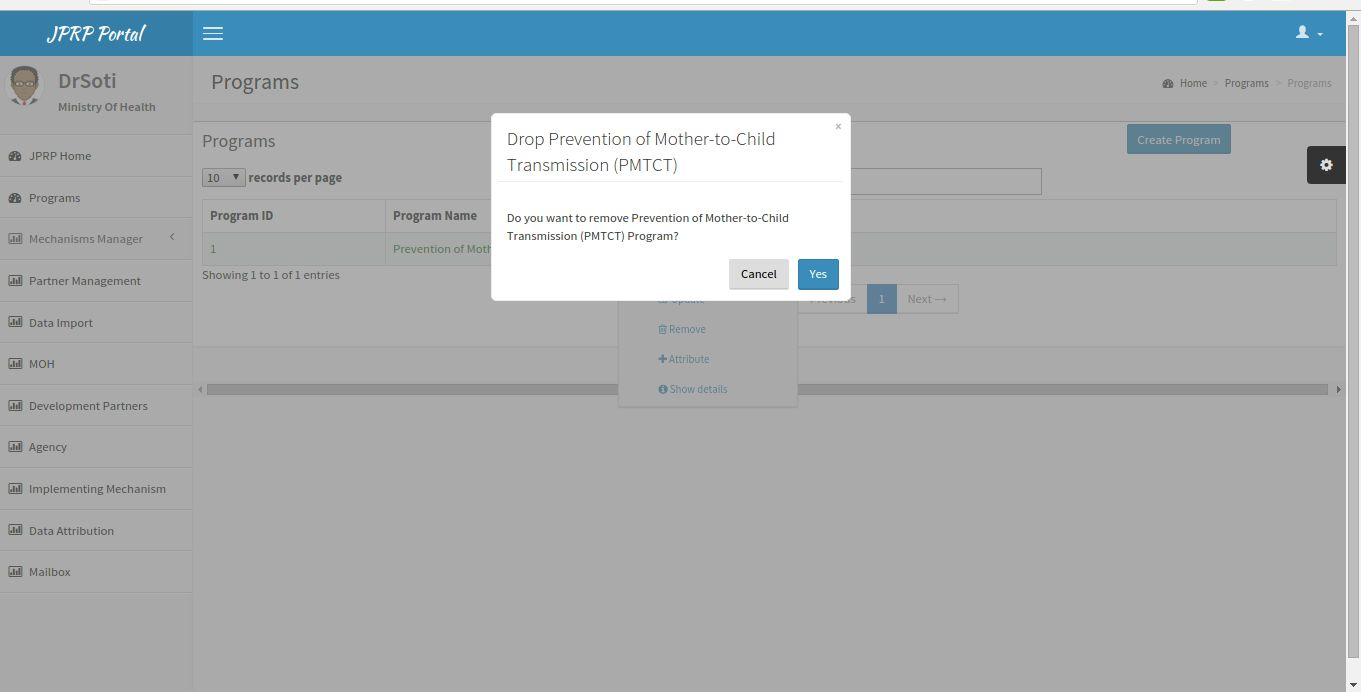 JPRP Portal
DrSoti
Ministry Of Health
JPRP Home
Programs
Mechanisms Manager
Partner Management
Data Import
MOH
Development Partners
Agency
Implementing Mechanism
Data Attribution
Mailbox
Programs
Home > Programs > Programs
Programs
Create Program
10 records per page
Program ID Program Name
1 Prevention of Moth
Showing 1 to 1 of 1 entries
Drop Prevention of Mother-to-Child
Transmission (PMTCT)
×
Do you want to remove Prevention of Mother-to-Child
Transmission (PMTCT) Program?
Cancel Yes
Update
Remove
Attribute
Show details
Previous 1 Next →